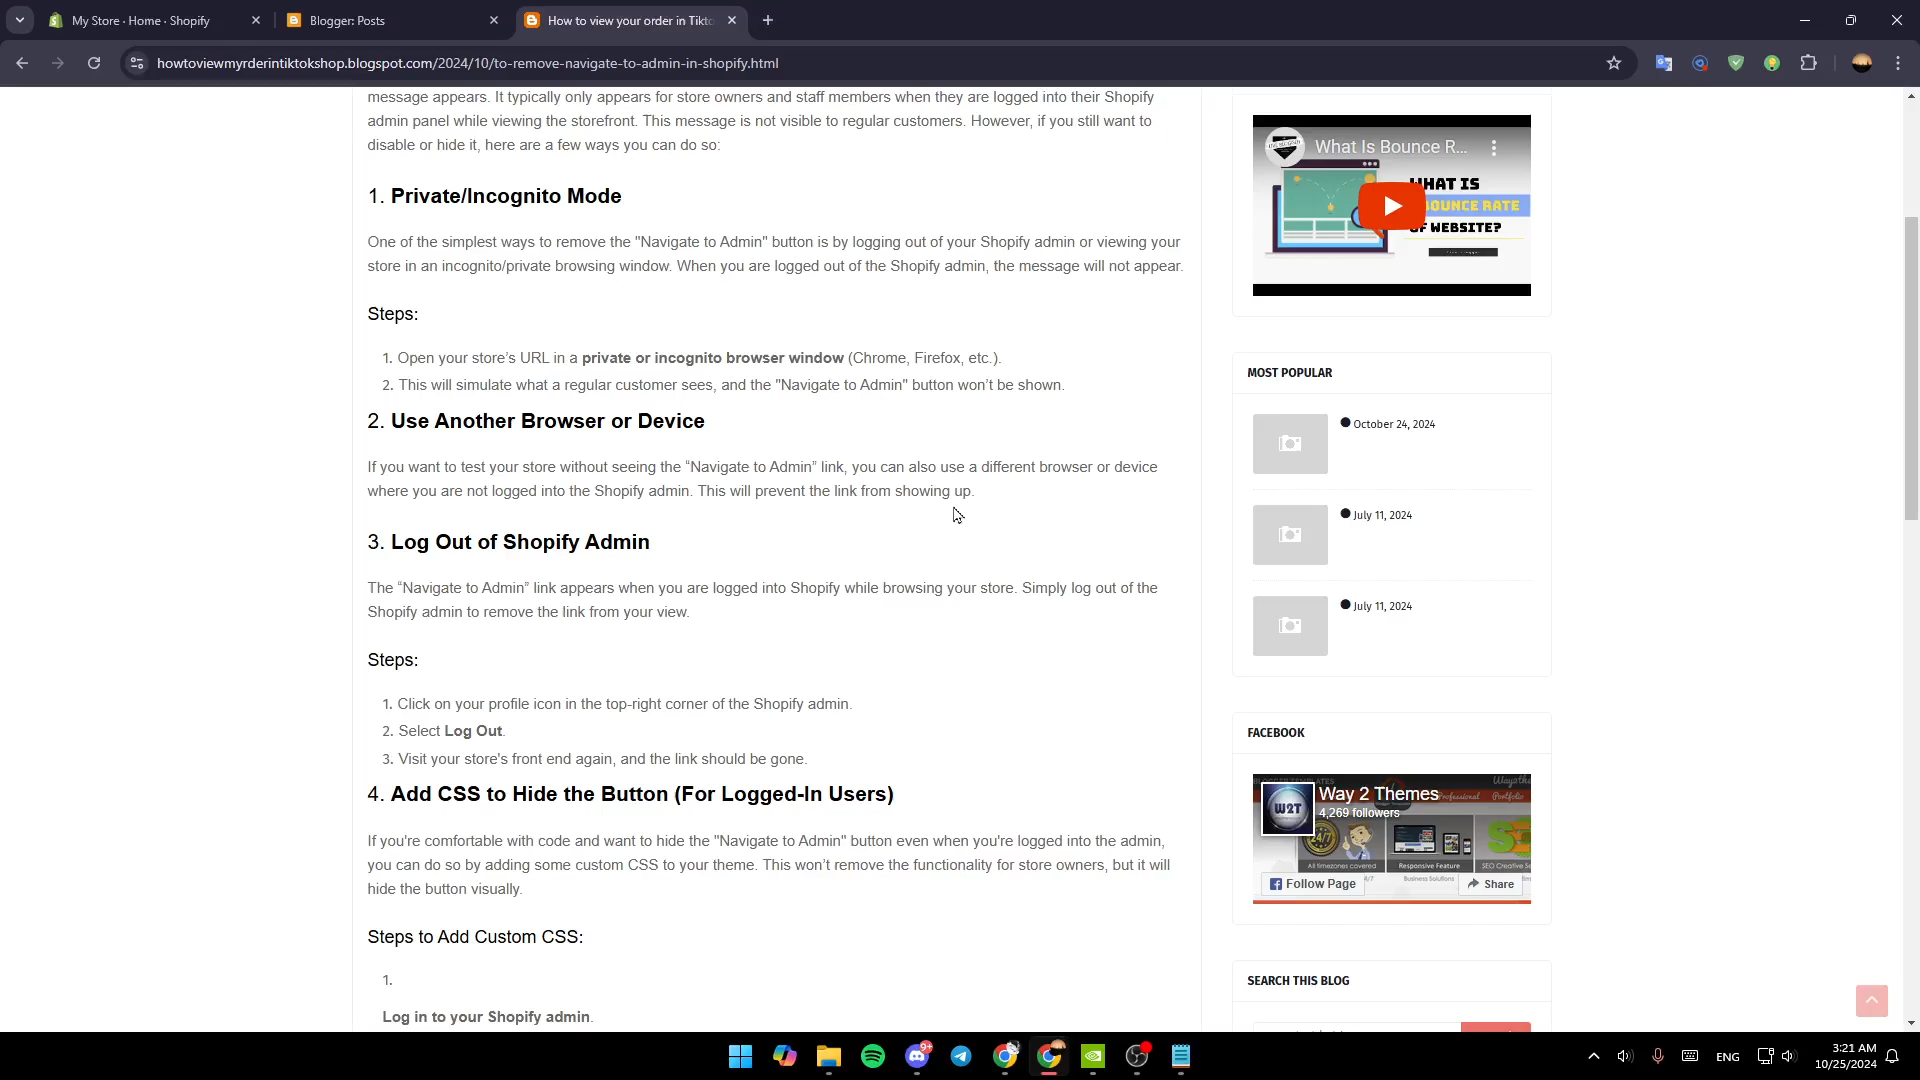 My Store · Home · Shopify
Blogger: Posts
How to view your order in Tikto
howtoviewmyrderintiktokshop.blogspot.com/2024/10/to-remove-navigate-to-admin-in-shopify.html
message appears. It typically only appears for store owners and staff members when they are logged into their Shopify
admin panel while viewing the storefront. This message is not visible to regular customers. However, if you still want to
disable or hide it, here are a few ways you can do so:
1. Private/Incognito Mode
One of the simplest ways to remove the "Navigate to Admin" button is by logging out of your Shopify admin or viewing your
store in an incognito/private browsing window. When you are logged out of the Shopify admin, the message will not appear.
Steps:
1. Open your store’s URL in a private or incognito browser window (Chrome, Firefox, etc.).
2. This will simulate what a regular customer sees, and the "Navigate to Admin" button won’t be shown.
2. Use Another Browser or Device
If you want to test your store without seeing the “Navigate to Admin” link, you can also use a different browser or device
where you are not logged into the Shopify admin. This will prevent the link from showing up.
3. Log Out of Shopify Admin
The “Navigate to Admin” link appears when you are logged into Shopify while browsing your store. Simply log out of the
Shopify admin to remove the link from your view.
Steps:
1. Click on your profile icon in the top-right corner of the Shopify admin.
2. Select Log Out.
3. Visit your store's front end again, and the link should be gone.
4. Add CSS to Hide the Button (For Logged-In Users)
If you're comfortable with code and want to hide the "Navigate to Admin" button even when you're logged into the admin,
you can do so by adding some custom CSS to your theme. This won’t remove the functionality for store owners, but it will
hide the button visually.
Steps to Add Custom CSS:
1.
Log in to your Shopify admin.
What Is Bounce R...
WHAT IS
BOUNCE RATE
OF WEBSITE?
MOST POPULAR
October 24, 2024
July 11, 2024
July 11, 2024
FACEBOOK
W2T
Way 2 Themes
4,269 followers
Professional
Portfolio
24/7
All timezones covered
Responsive Feature
Business Solutions
Follow Page
Share
SEARCH THIS BLOG
9+
ENG
3:21 AM
10/25/2024